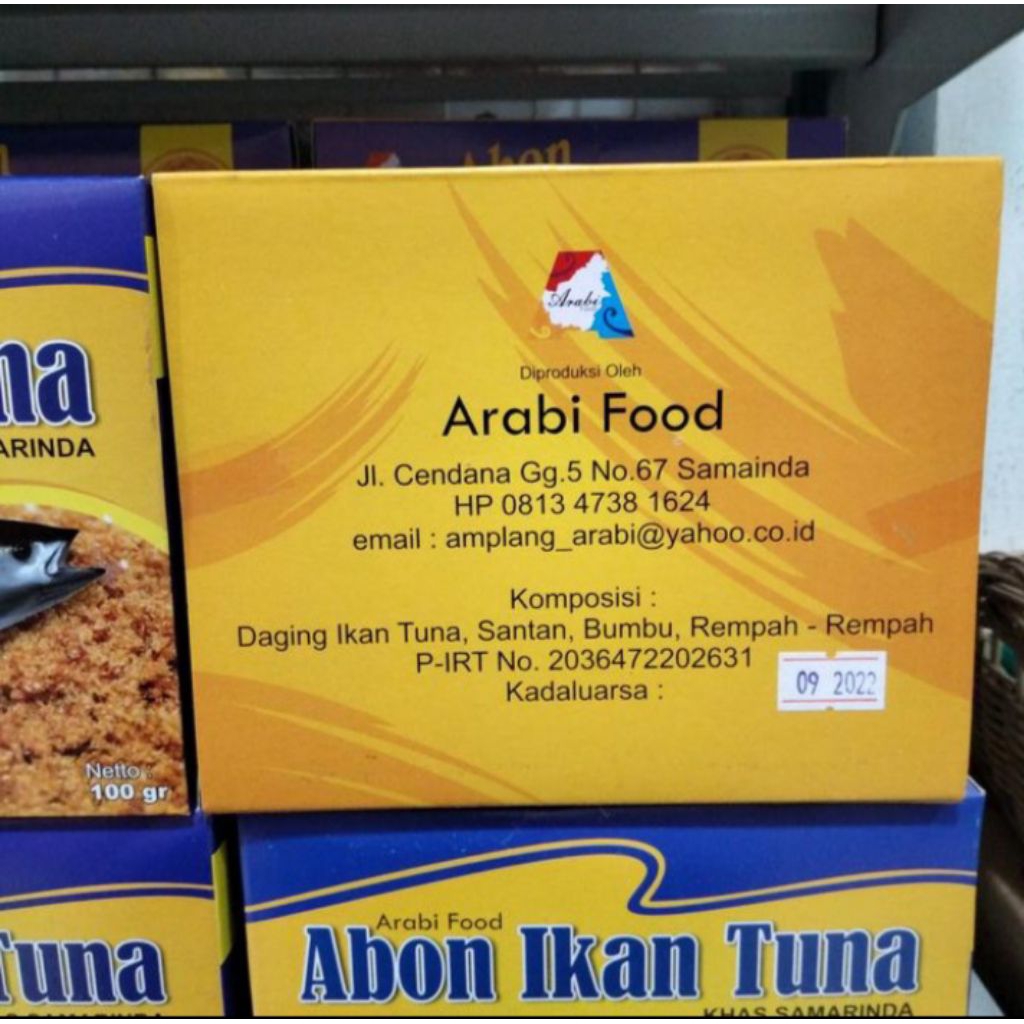 Abon
Arabi
Diproduksi Oleh
Arabi Food
Jl. Cendana Gg.5 No.67 Samainda
HP 0813 4738 1624
email : amplang_arabi@yahoo.co.id
Komposisi :
Daging Ikan Tuna, Santan, Bumbu, Rempah - Rempah
P-IRT No. 2036472202631
Kadaluarsa :
09 2022
na
ARINDA
Netto :
100 gr
Tuna
Arabi Food
Abon Ikan Tuna
KHAS SAMARINDA